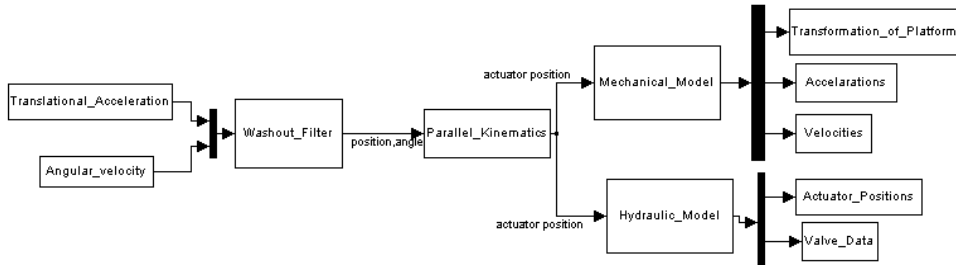 Transformation_of_Platform
actuator position
Mechanical_Model
Accelarations
Translational_Acceleration
Washout_Filter
Parallel_Kinematics
Velocities
position,angle
Angular_velocity
Actuator_Positions
actuator position
Hydraulic_Model
Valve_Data